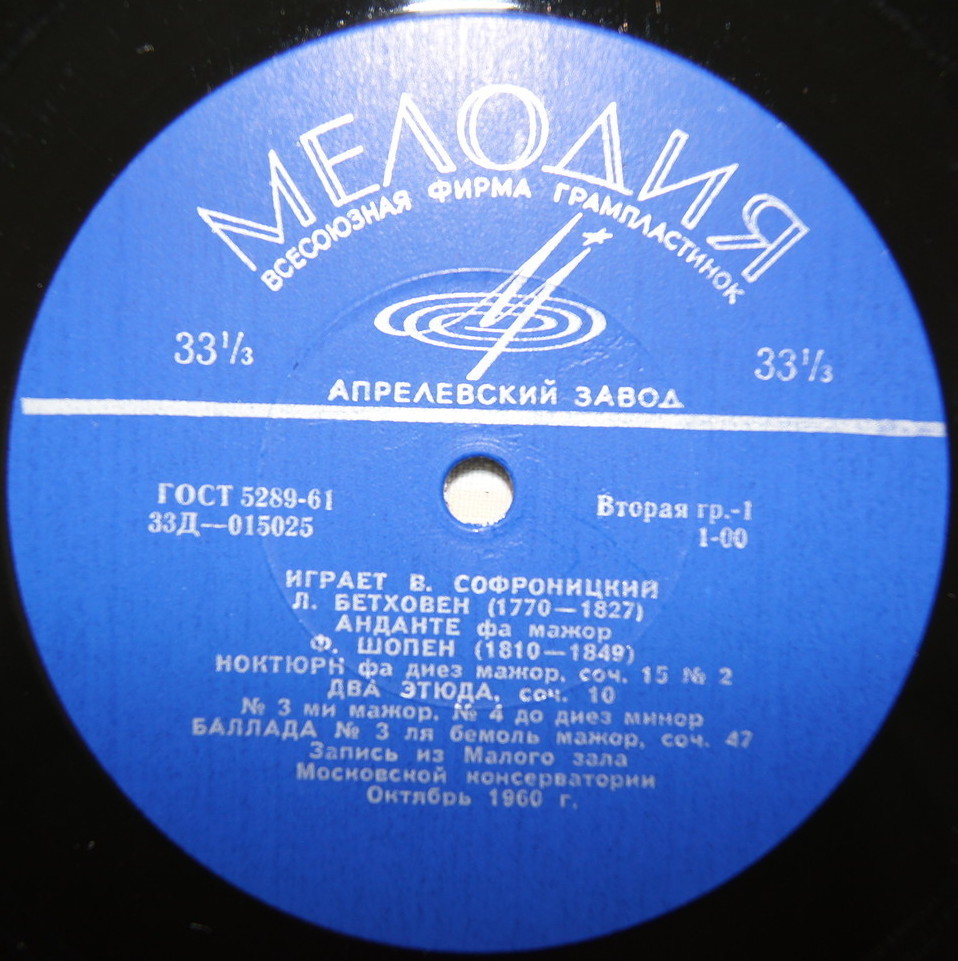 МЕЛОДИЯ
ВСЕСОЮЗНАЯ ФИРМА ГРАМПЛАСТИНОК
33⅓
33⅓
АПРЕЛЕВСКИЙ ЗАВОД
ГОСТ 5289-61
33Д—015025
Вторая гр.-1
1-00
ИГРАЕТ В. СОФРОНИЦКИЙ
Л. БЕТХОВЕН (1770—1827)
АНДАНТЕ фа мажор
Ф. ШОПЕН (1810—1849)
НОКТЮРН фа диез мажор, соч. 15 № 2
ДВА ЭТЮДА, соч. 10
№ 3 ми мажор, № 4 до диез минор
БАЛЛАДА № 3 ля бемоль мажор, соч. 47
Запись из Малого зала
Московской консерватории
Октябрь 1960 г.